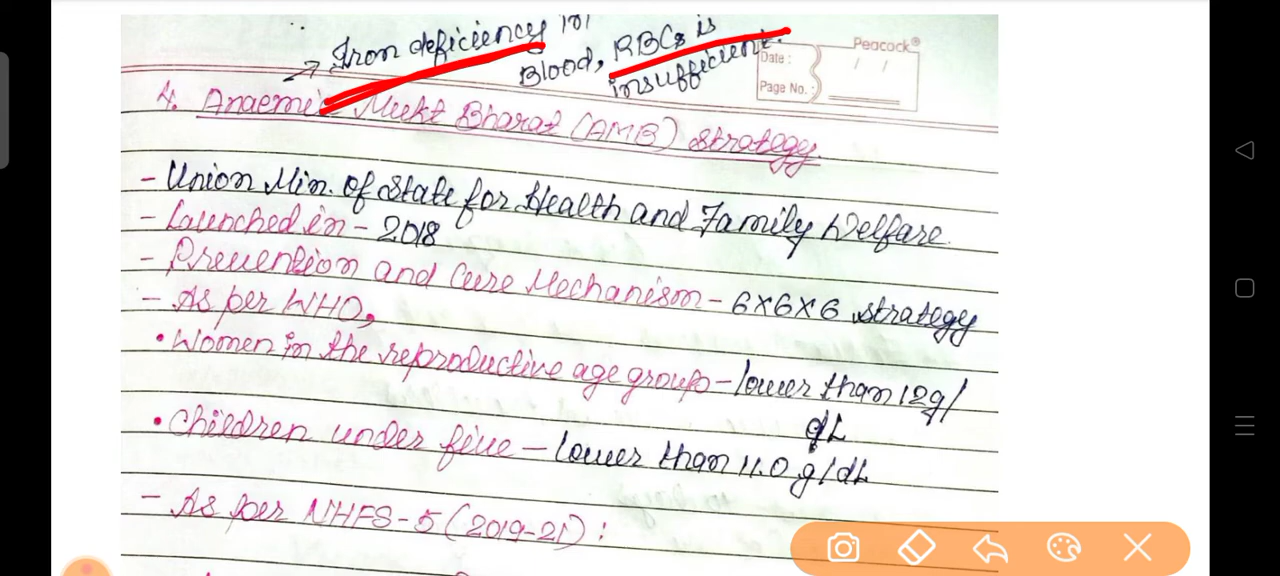 → Iron deficiency in
Blood, RBCs is
insufficient.
Peacock®
Date : / /
Page No. :
4. Anaemia Mukt Bharat (AMB) Strategy.
- Union Min. of State for Health and Family Welfare.
- Launched in - 2018
- Prevention and Cure Mechanism - 6×6×6 strategy
- As per WHO,
• Women in the reproductive age group - lower than 12g/
dL
• Children under five - lower than 11.0 g/dL
- As per NHFS-5 (2019-21) :